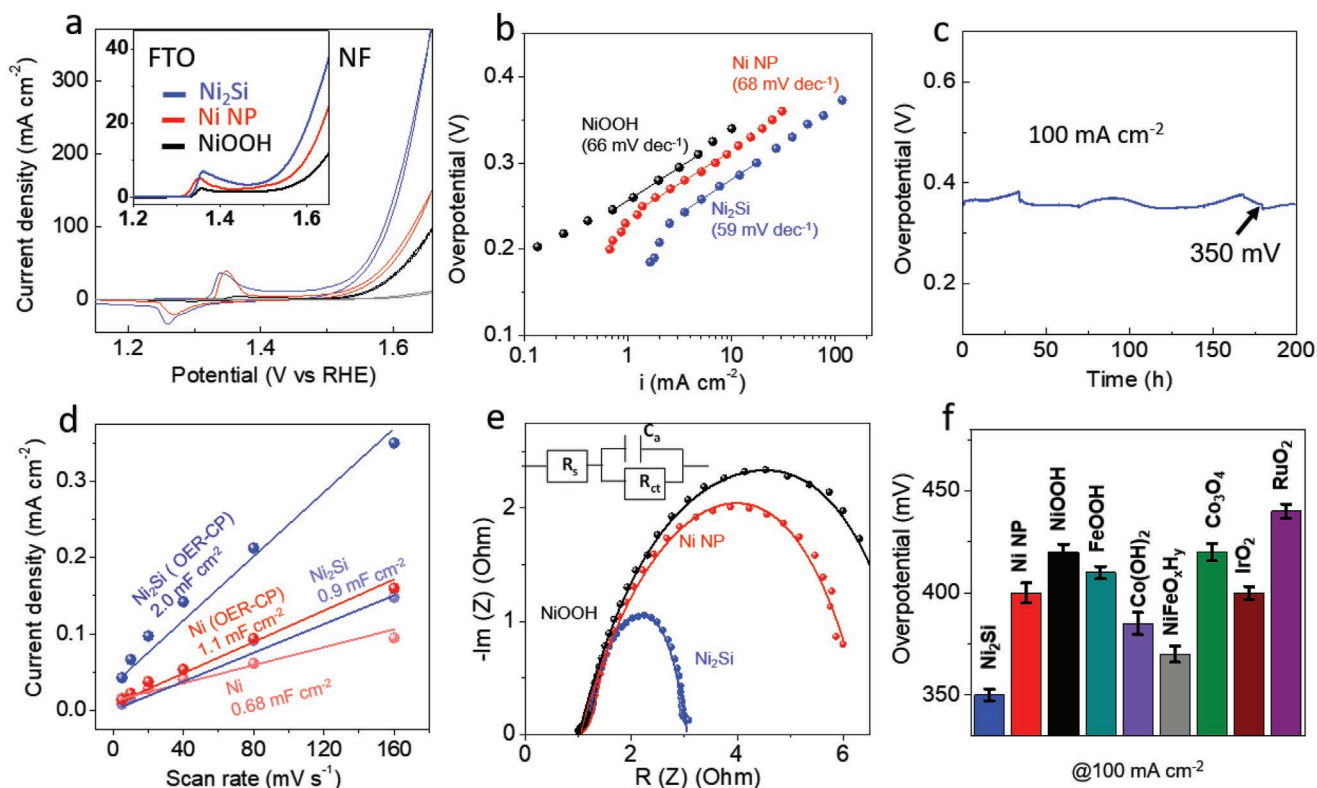 a
FTO
NF
Ni₂Si
Ni NP
NiOOH
40
20
0
1.2
1.4
1.6
300
200
100
0
Current density (mA cm⁻²)
1.2
1.4
1.6
Potential (V vs RHE)
b
Ni NP
(68 mV dec⁻¹)
NiOOH
(66 mV dec⁻¹)
Ni₂Si
(59 mV dec⁻¹)
0.4
0.3
0.2
0.1
Overpotential (V)
0.1
1
10
100
i (mA cm⁻²)
c
100 mA cm⁻²
350 mV
0.6
0.4
0.2
Overpotential (V)
0
50
100
150
200
Time (h)
d
Ni₂Si ( OER-CP)
2.0 mF cm⁻²
Ni (OER-CP)
1.1 mF cm⁻²
Ni₂Si
0.9 mF cm⁻²
Ni
0.68 mF cm⁻²
0.3
0.2
0.1
0.0
Current density (mA cm⁻²)
0
40
80
120
160
Scan rate (mV s⁻¹)
e
Cₐ
Rₛ
R_ct
Ni NP
NiOOH
Ni₂Si
2
1
0
-Im (Z) (Ohm)
0
2
4
6
R (Z) (Ohm)
f
Ni₂Si
Ni NP
NiOOH
FeOOH
Co(OH)₂
NiFeOₓHᵧ
Co₃O₄
IrO₂
RuO₂
450
400
350
Overpotential (mV)
@100 mA cm⁻²